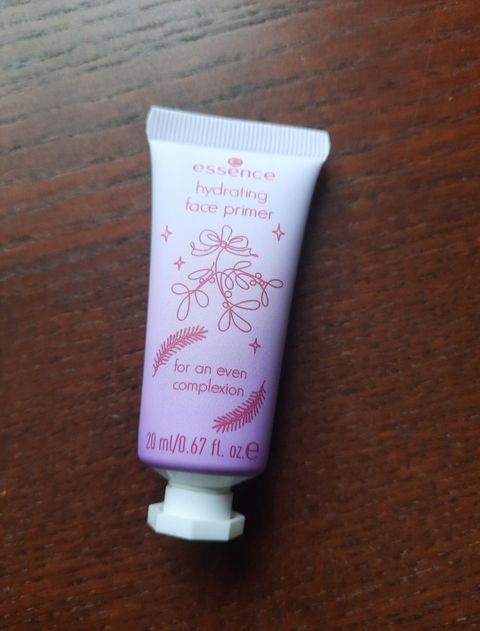 essence
hydrating
face primer
for an even
complexion
20 ml/0.67 fl. oz. ℮